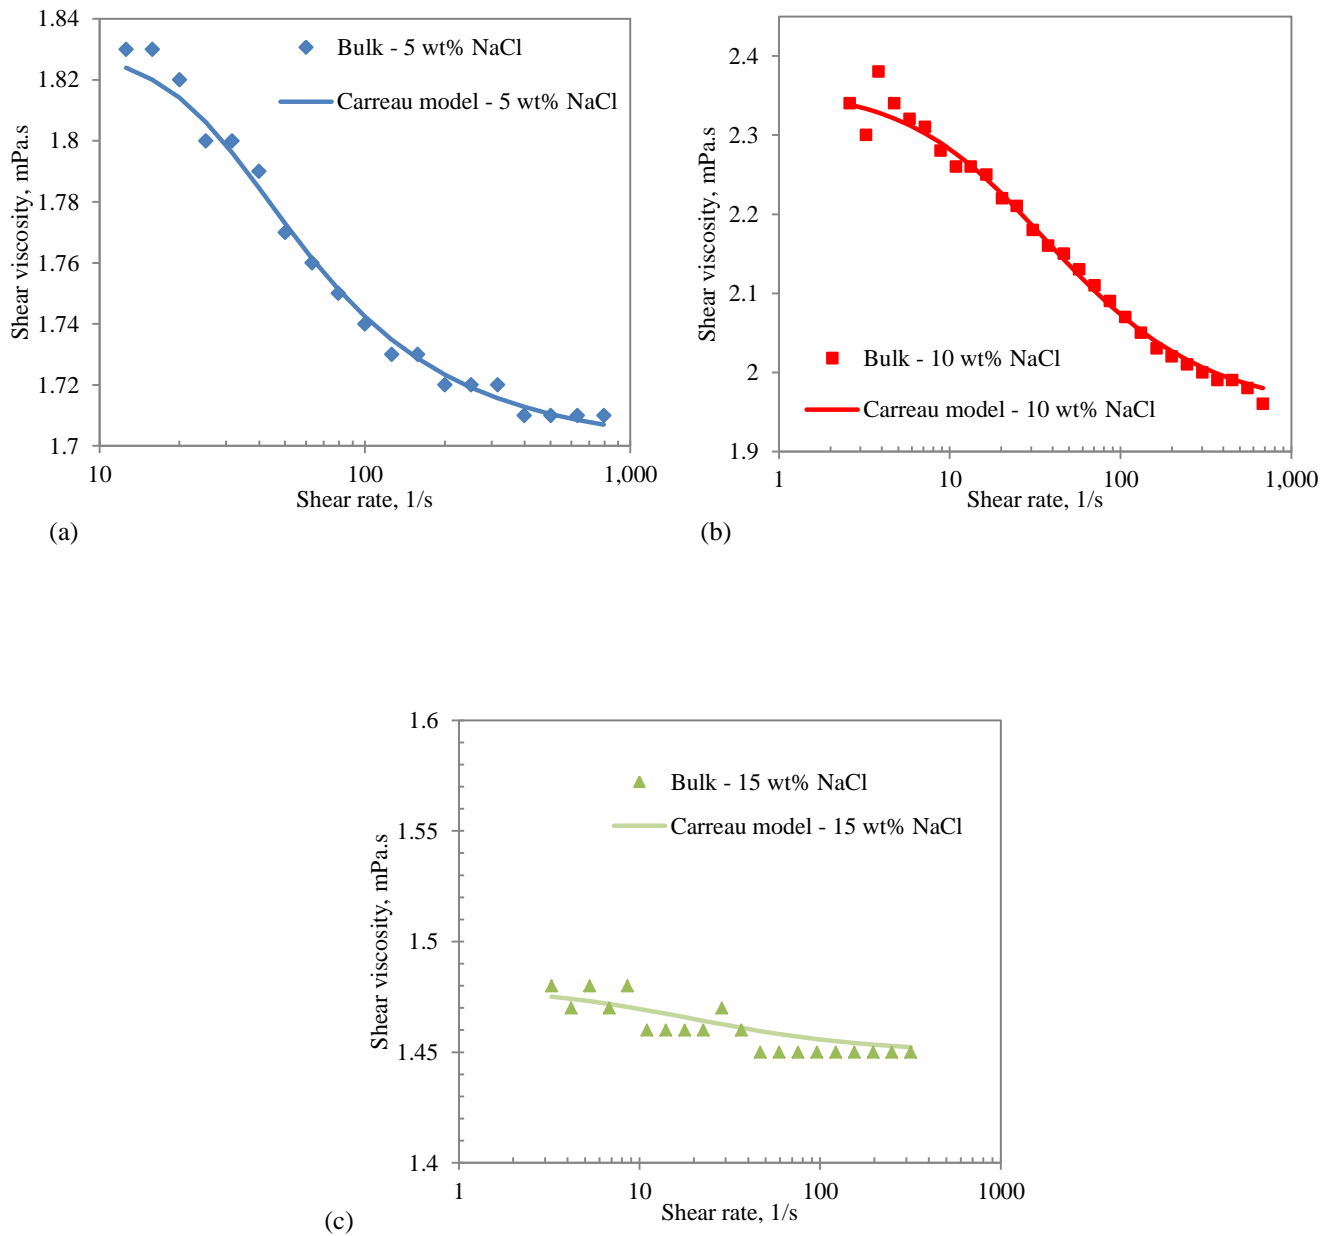 1.84
1.82
1.8
1.78
1.76
1.74
1.72
1.7
Shear viscosity, mPa.s
Bulk - 5 wt% NaCl
Carreau model - 5 wt% NaCl
10
100
1,000
Shear rate, 1/s
(a)
2.4
2.3
2.2
2.1
2
1.9
Shear viscosity, mPa.s
Bulk - 10 wt% NaCl
Carreau model - 10 wt% NaCl
1
10
100
1,000
Shear rate, 1/s
(b)
1.6
1.55
1.5
1.45
1.4
Shear viscosity, mPa.s
Bulk - 15 wt% NaCl
Carreau model - 15 wt% NaCl
1
10
100
1000
Shear rate, 1/s
(c)